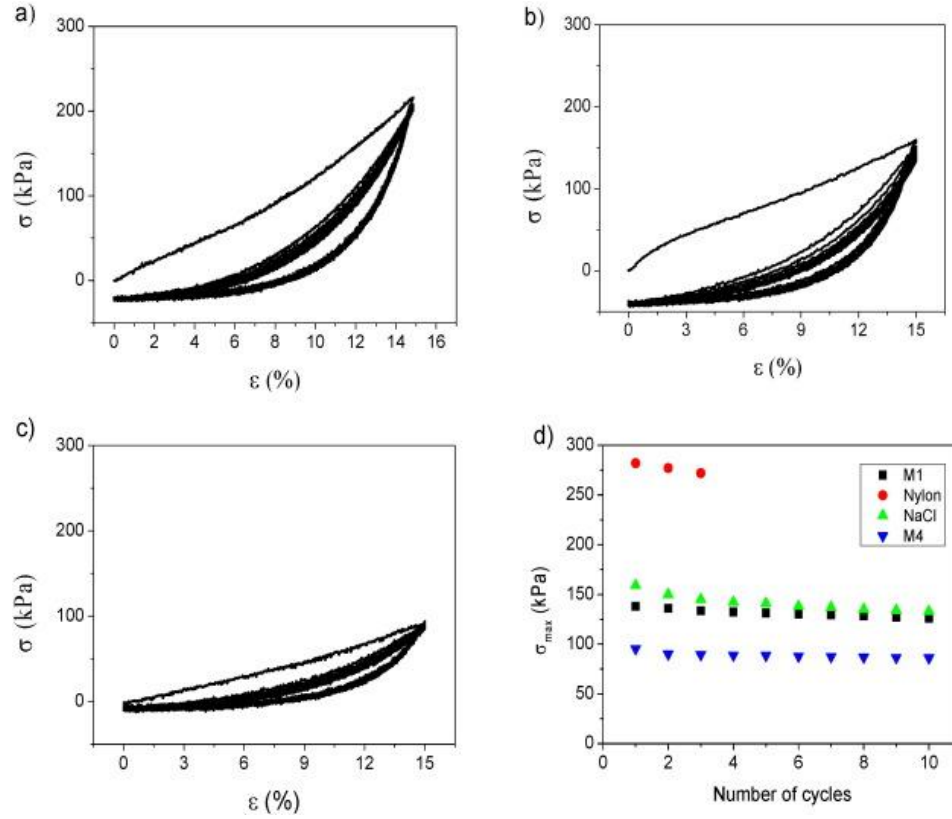 a)
300
200
100
0
σ (kPa)
0 2 4 6 8 10 12 14 16
ε (%)
b)
300
200
100
0
σ (kPa)
0 3 6 9 12 15
ε (%)
c)
300
200
100
0
σ (kPa)
0 3 6 9 12 15
ε (%)
d)
300
250
200
150
100
50
0
σmax (kPa)
M1
Nylon
NaCl
M4
0 2 4 6 8 10
Number of cycles